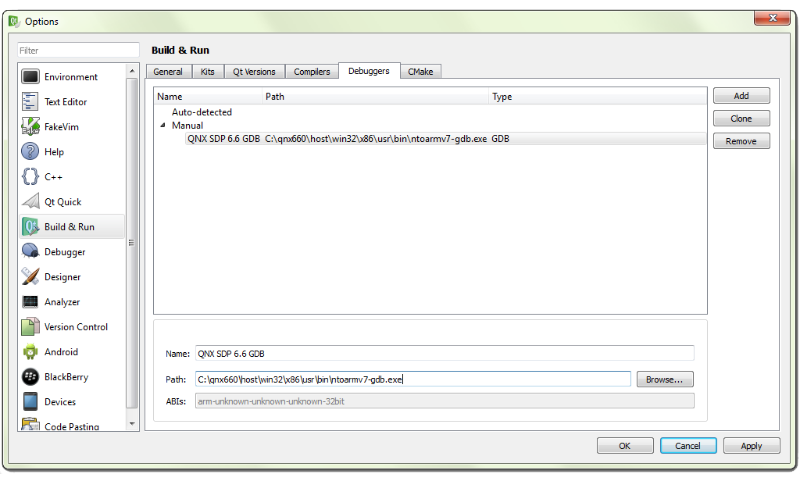 Options
Filter
Build & Run
Environment
Text Editor
FakeVim
Help
C++
Qt Quick
Build & Run
Debugger
Designer
Analyzer
Version Control
Android
BlackBerry
Devices
Code Pasting
General Kits Qt Versions Compilers Debuggers CMake
Name Path Type
Auto-detected
Manual
QNX SDP 6.6 GDB C:\qnx660\host\win32\x86\usr\bin\ntoarmv7-gdb.exe GDB
Add
Clone
Remove
Name: QNX SDP 6.6 GDB
Path: C:\qnx660\host\win32\x86\usr\bin\ntoarmv7-gdb.exe Browse...
ABIs: arm-unknown-unknown-unknown-32bit
OK Cancel Apply